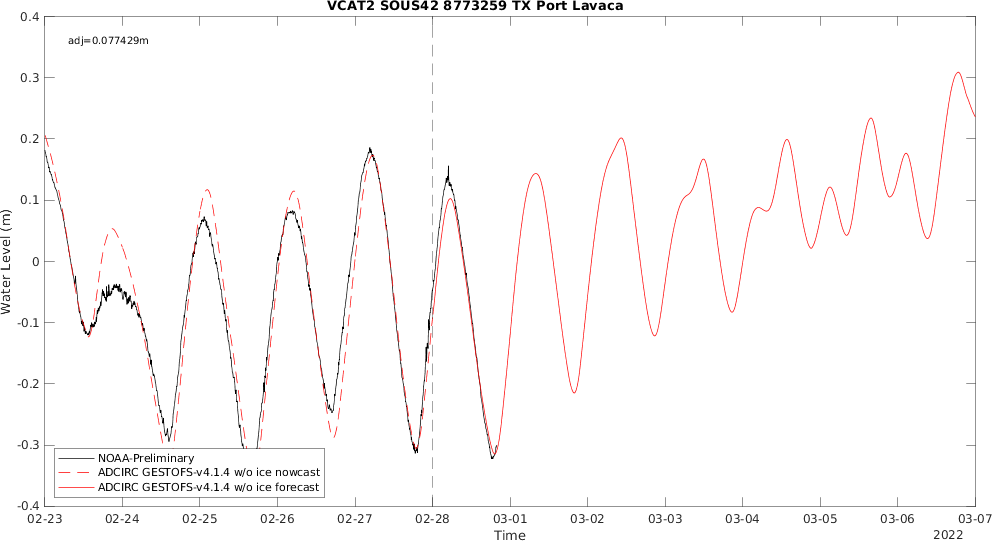 VCAT2 SOUS42 8773259 TX Port Lavaca
adj=0.077429m
0.4
0.3
0.2
0.1
0
-0.1
-0.2
-0.3
-0.4
Water Level (m)
NOAA-Preliminary
ADCIRC GESTOFS-v4.1.4 w/o ice nowcast
ADCIRC GESTOFS-v4.1.4 w/o ice forecast
02-23 02-24 02-25 02-26 02-27 02-28 03-01 03-02 03-03 03-04 03-05 03-06 03-07
Time
2022